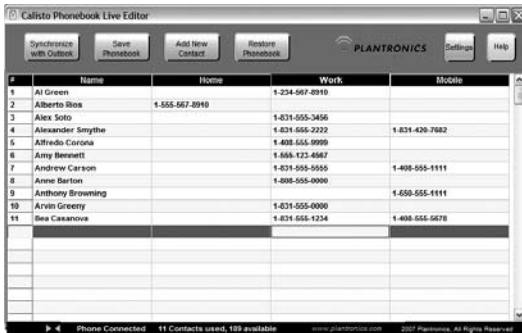 Calisto Phonebook Live Editor
Synchronize with Outlook
Save Phonebook
Add New Contact
Restore Phonebook
PLANTRONICS
Settings
Help
# Name Home Work Mobile
1 Al Green 1-234-567-8910
2 Alberto Rios 1-555-567-8910
3 Alex Soto 1-831-555-3456
4 Alexander Smythe 1-831-555-2222 1-831-420-7682
5 Alfredo Corona 1-408-555-9999
6 Amy Bennett 1-555-123-4567
7 Andrew Carson 1-831-555-5555 1-408-555-1111
8 Anne Barton 1-808-555-0000
9 Anthony Browning 1-650-555-1111
10 Arvin Greeny 1-831-555-0000
11 Bea Casanova 1-831-555-1234 1-408-555-5678
Phone Connected 11 Contacts used, 189 available www.plantronics.com 2007 Plantronics, All Rights Reserved